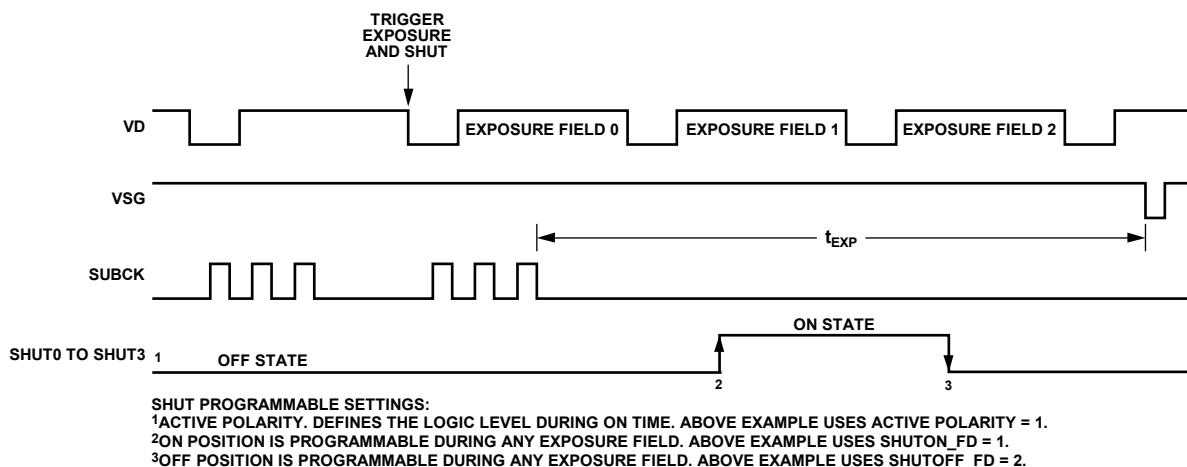 TRIGGER
EXPOSURE
AND SHUT
VD
EXPOSURE FIELD 0
EXPOSURE FIELD 1
EXPOSURE FIELD 2
VSG
tEXP
SUBCK
SHUT0 TO SHUT3
1
OFF STATE
ON STATE
2
3
SHUT PROGRAMMABLE SETTINGS:
1ACTIVE POLARITY. DEFINES THE LOGIC LEVEL DURING ON TIME. ABOVE EXAMPLE USES ACTIVE POLARITY = 1.
2ON POSITION IS PROGRAMMABLE DURING ANY EXPOSURE FIELD. ABOVE EXAMPLE USES SHUTON_FD = 1.
3OFF POSITION IS PROGRAMMABLE DURING ANY EXPOSURE FIELD. ABOVE EXAMPLE USES SHUTOFF_FD = 2.